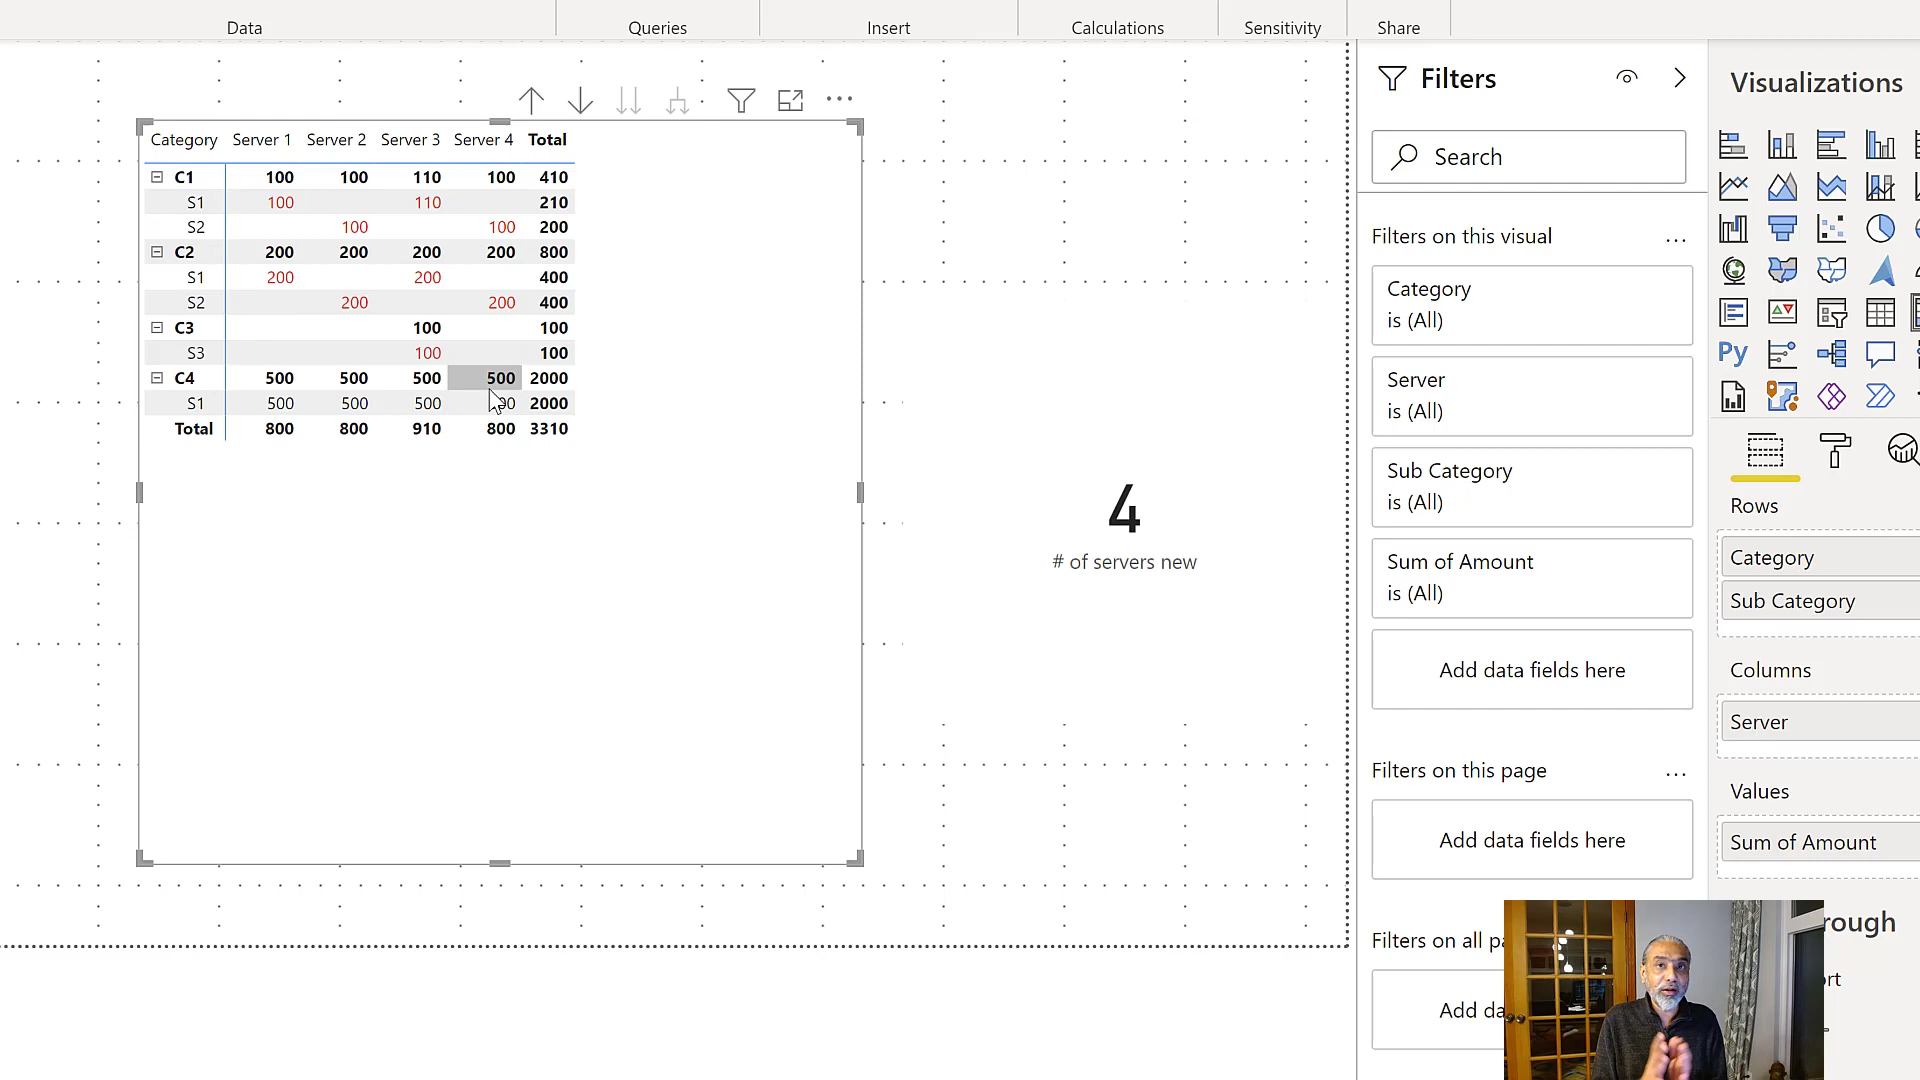 Data Queries Insert Calculations Sensitivity Share
Category Server 1 Server 2 Server 3 Server 4 Total
C1 100 100 110 100 410
S1 100 110 210
S2 100 100 200
C2 200 200 200 200 800
S1 200 200 400
S2 200 200 400
C3 100 100
S3 100 100
C4 500 500 500 500 2000
S1 500 500 500 2000
Total 800 800 910 800 3310
4
# of servers new
Filters
Search
Filters on this visual ...
Category
is (All)
Server
is (All)
Sub Category
is (All)
Sum of Amount
is (All)
Add data fields here
Filters on this page ...
Add data fields here
Filters on all
Add
Visualizations
Py
Rows
Category
Sub Category
Columns
Server
Values
Sum of Amount